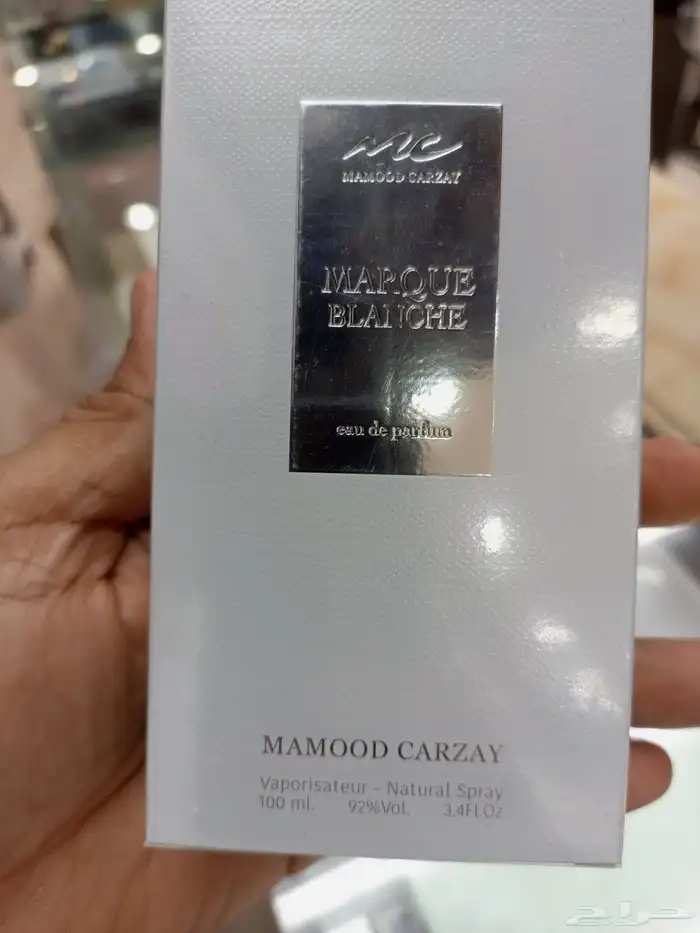 MC
MAMOOD CARZAY
MARQUE
BLANCHE
eau de parfum
MAMOOD CARZAY
Vaporisateur - Natural Spray
100 ml. 92%Vol. 3.4Fl.Oz
حراج